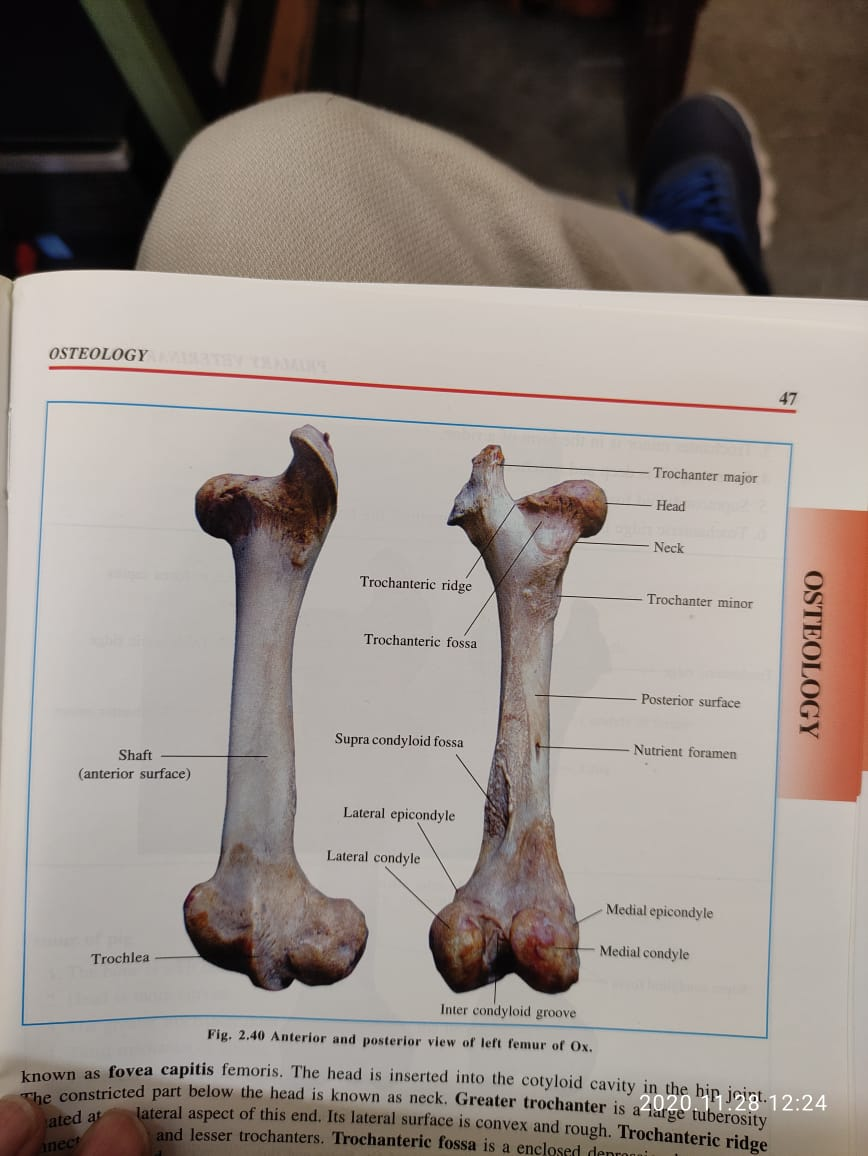 OSTEOLOGY
47
Trochanter major
Head
Neck
Trochanteric ridge
Trochanter minor
Trochanteric fossa
Posterior surface
Supra condyloid fossa
Nutrient foramen
Shaft
(anterior surface)
Lateral epicondyle
Lateral condyle
Medial epicondyle
Medial condyle
Trochlea
Inter condyloid groove
OSTEOLOGY
Fig. 2.40 Anterior and posterior view of left femur of Ox.
known as fovea capitis femoris. The head is inserted into the cotyloid cavity in the hip joint.
The constricted part below the head is known as neck. Greater trochanter is a large tuberosity
lateral aspect of this end. Its lateral surface is convex and rough. Trochanteric ridge
and lesser trochanters. Trochanteric fossa is a enclosed
2020.11.28 12:24